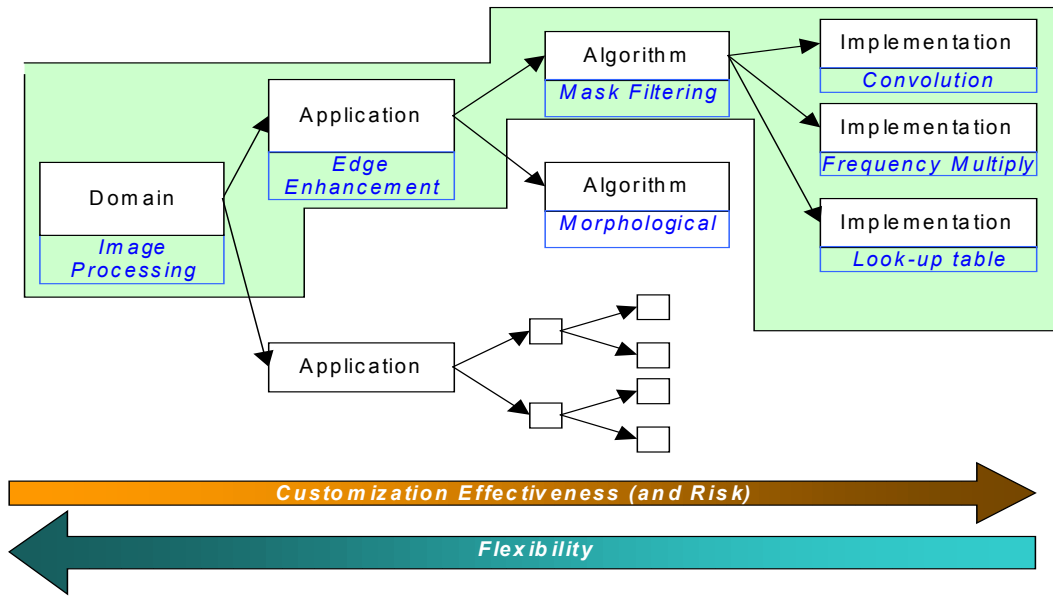 Domain
Image
Processing
Application
Edge
Enhancement
Algorithm
Mask Filtering
Algorithm
Morphological
Implementation
Convolution
Implementation
Frequency Multiply
Implementation
Look-up table
Application
Customization Effectiveness (and Risk)
Flexibility